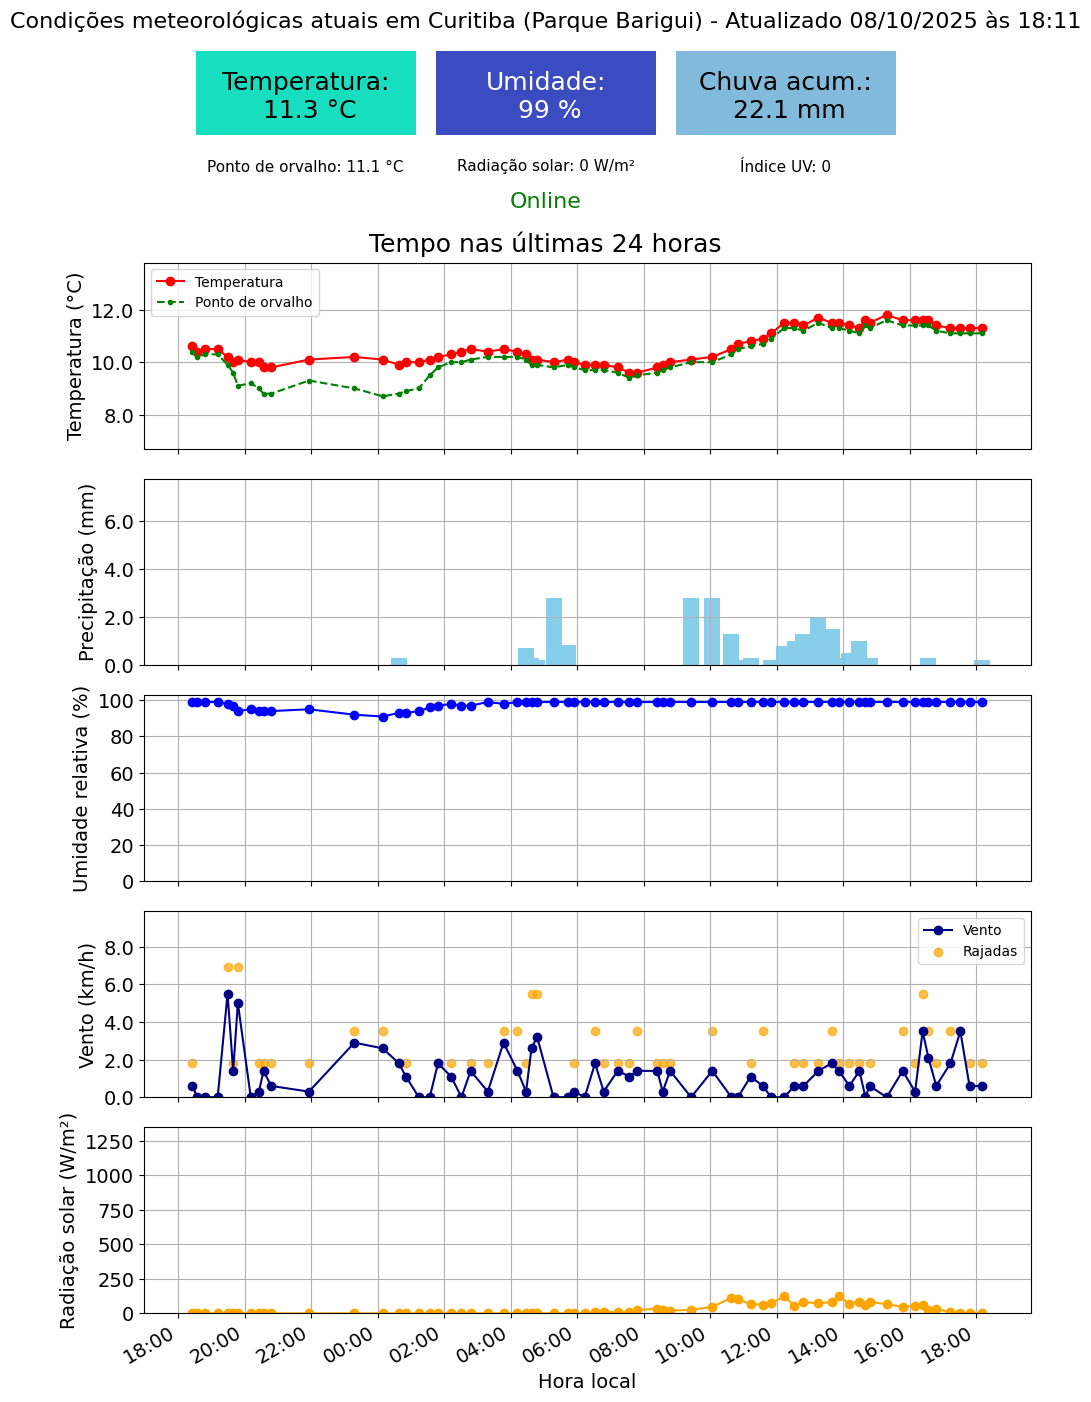 Condições meteorológicas atuais em Curitiba (Parque Barigui) - Atualizado 08/10/2025 às 18:11
Temperatura:
11.3 °C
Umidade:
99 %
Chuva acum.:
22.1 mm
Ponto de orvalho: 11.1 °C
Radiação solar: 0 W/m²
Índice UV: 0
Online
Tempo nas últimas 24 horas
Temperatura (°C)
12.0
10.0
8.0
Temperatura
Ponto de orvalho
Precipitação (mm)
6.0
4.0
2.0
0.0
Umidade relativa (%)
100
80
60
40
20
0
Vento (km/h)
8.0
6.0
4.0
2.0
0.0
Vento
Rajadas
Radiação solar (W/m²)
1250
1000
750
500
250
0
18:00
20:00
22:00
00:00
02:00
04:00
06:00
08:00
10:00
12:00
14:00
16:00
18:00
Hora local